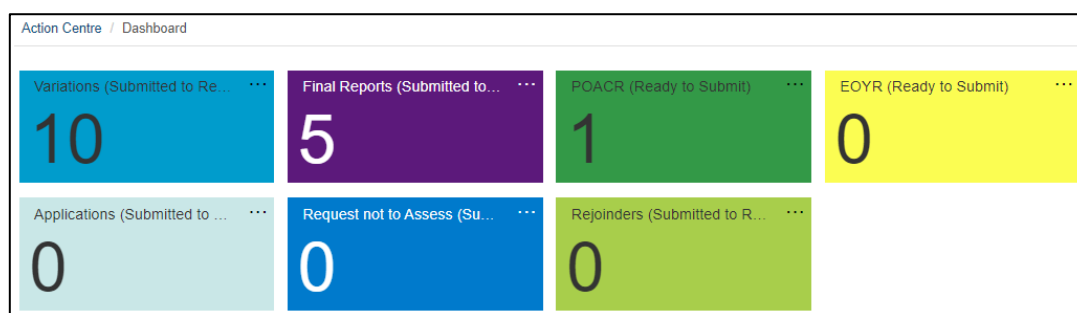 Action Centre / Dashboard
Variations (Submitted to Re... ...
10
Final Reports (Submitted to... ...
5
POACR (Ready to Submit) ...
1
EOYR (Ready to Submit) ...
0
Applications (Submitted to ... ...
0
Request not to Assess (Su... ...
0
Rejoinders (Submitted to R... ...
0